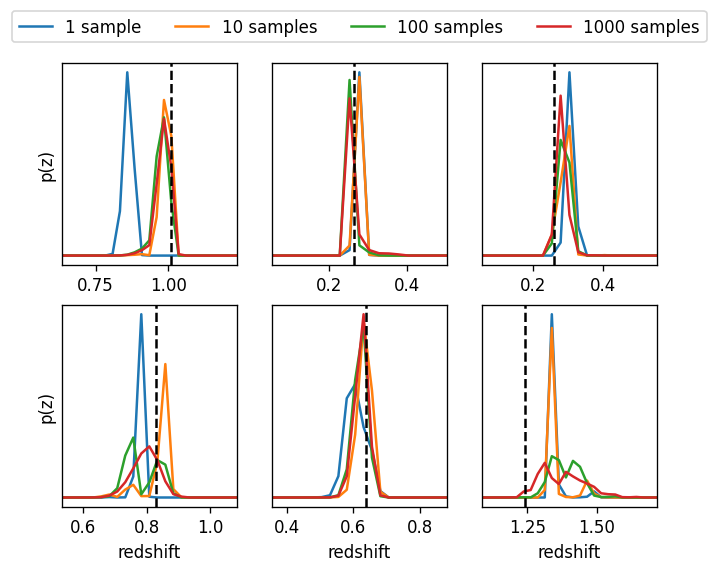 1 sample 10 samples 100 samples 1000 samples
p(z)
0.75 1.00 0.2 0.4 0.2 0.4
p(z)
0.6 0.8 1.0 0.4 0.6 0.8 1.25 1.50
redshift redshift redshift